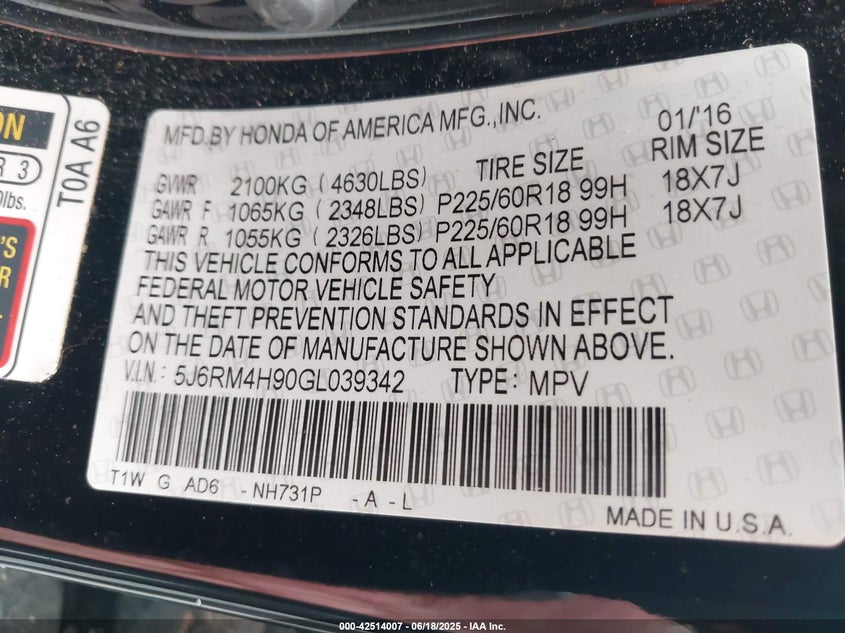 ON
R 3
0lbs.
'S
R
T0A A6
MFD.BY HONDA OF AMERICA MFG.,INC. 01/'16
TIRE SIZE RIM SIZE
GVWR 2100KG (4630LBS)
GAWR F 1065KG (2348LBS) P225/60R18 99H 18X7J
GAWR R 1055KG (2326LBS) P225/60R18 99H 18X7J
THIS VEHICLE CONFORMS TO ALL APPLICABLE
FEDERAL MOTOR VEHICLE SAFETY
AND THEFT PREVENTION STANDARDS IN EFFECT
ON THE DATE OF MANUFACTURE SHOWN ABOVE.
V.I.N.: 5J6RM4H90GL039342 TYPE: MPV
T1W G AD6 -NH731P -A-L
MADE IN U.S.A.
000-42514007 - 06/18/2025 - IAA Inc.